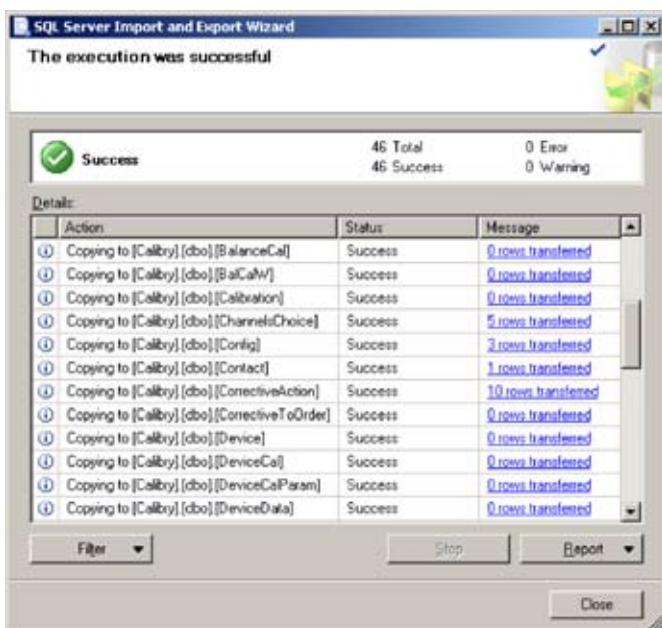 SQL Server Import and Export Wizard
The execution was successful
Success
46 Total
0 Error
46 Success
0 Warning
Details:
Action Status Message
Copying to [Calibry].[dbo].[BalanceCal] Success 0 rows transferred
Copying to [Calibry].[dbo].[BalCalW] Success 0 rows transferred
Copying to [Calibry].[dbo].[Calibration] Success 0 rows transferred
Copying to [Calibry].[dbo].[ChannelsChoice] Success 5 rows transferred
Copying to [Calibry].[dbo].[Config] Success 3 rows transferred
Copying to [Calibry].[dbo].[Contact] Success 1 rows transferred
Copying to [Calibry].[dbo].[CorrectiveAction] Success 10 rows transferred
Copying to [Calibry].[dbo].[CorrectiveToOrder] Success 0 rows transferred
Copying to [Calibry].[dbo].[Device] Success 0 rows transferred
Copying to [Calibry].[dbo].[DeviceCal] Success 0 rows transferred
Copying to [Calibry].[dbo].[DeviceCalParam] Success 0 rows transferred
Copying to [Calibry].[dbo].[DeviceData] Success 0 rows transferred
Filter Stop Report
Close